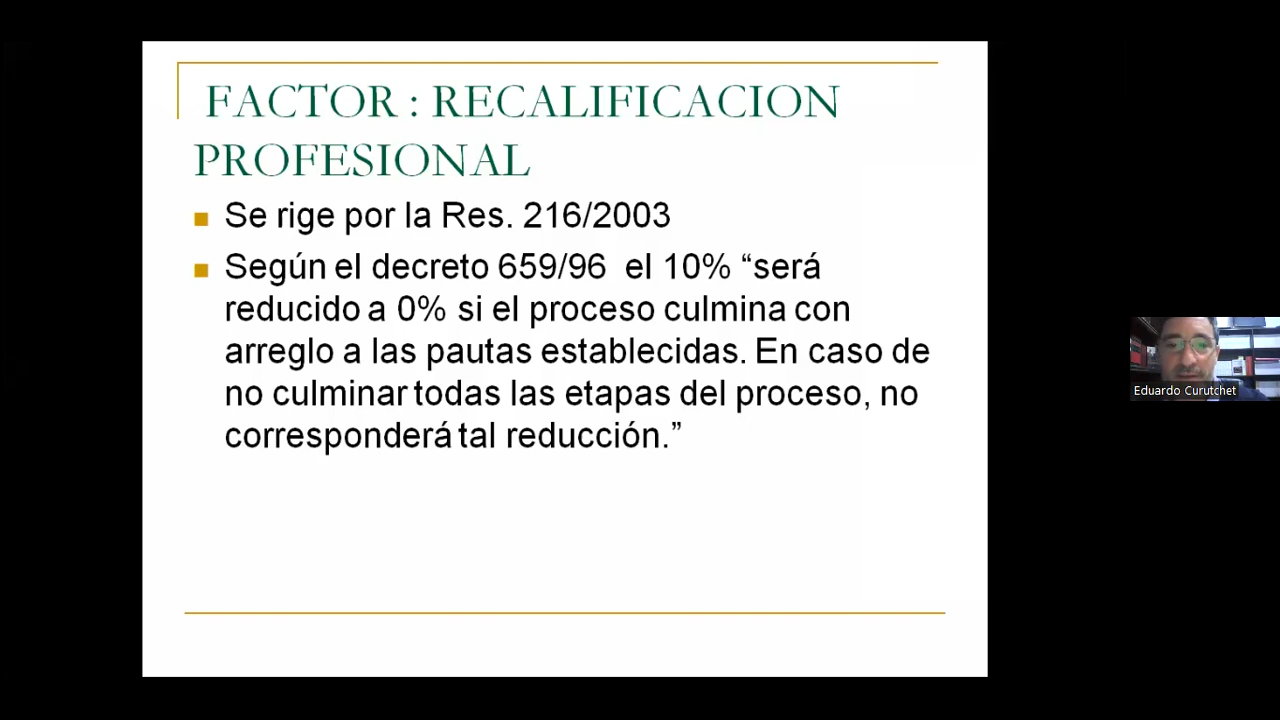 FACTOR : RECALIFICACION
PROFESIONAL
Se rige por la Res. 216/2003
Según el decreto 659/96 el 10% “será
reducido a 0% si el proceso culmina con
arreglo a las pautas establecidas. En caso de
no culminar todas las etapas del proceso, no
corresponderá tal reducción.”
Eduardo Curutchet